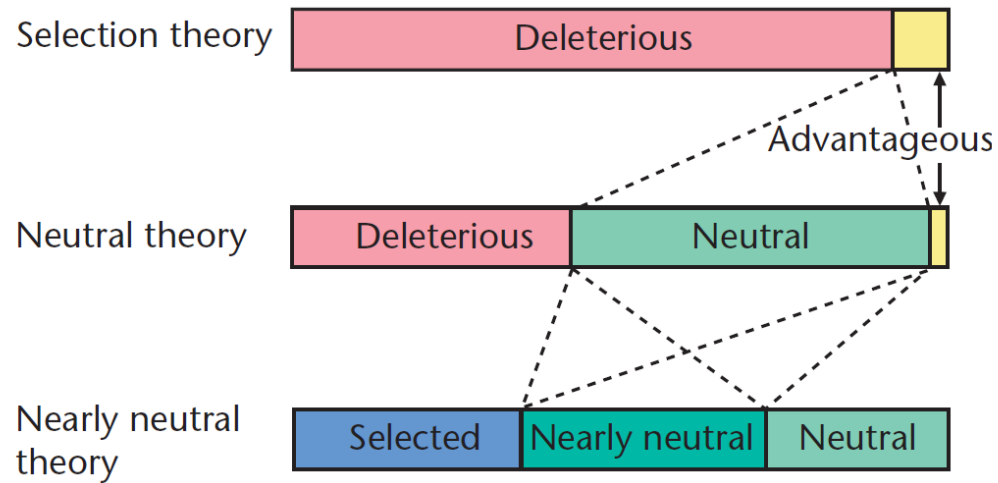 Selection theory
Deleterious
Advantageous
Neutral theory
Deleterious
Neutral
Nearly neutral
theory
Selected
Nearly neutral
Neutral